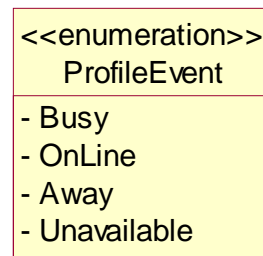 <<enumeration>>
ProfileEvent
- Busy
- OnLine
- Away
- Unavailable